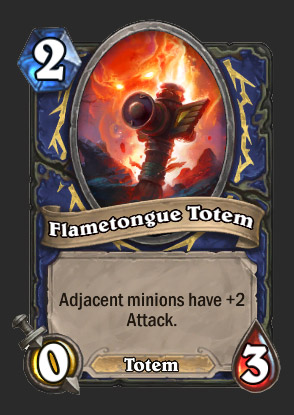 2
Flametongue Totem
Adjacent minions have +2
Attack.
0
Totem
3